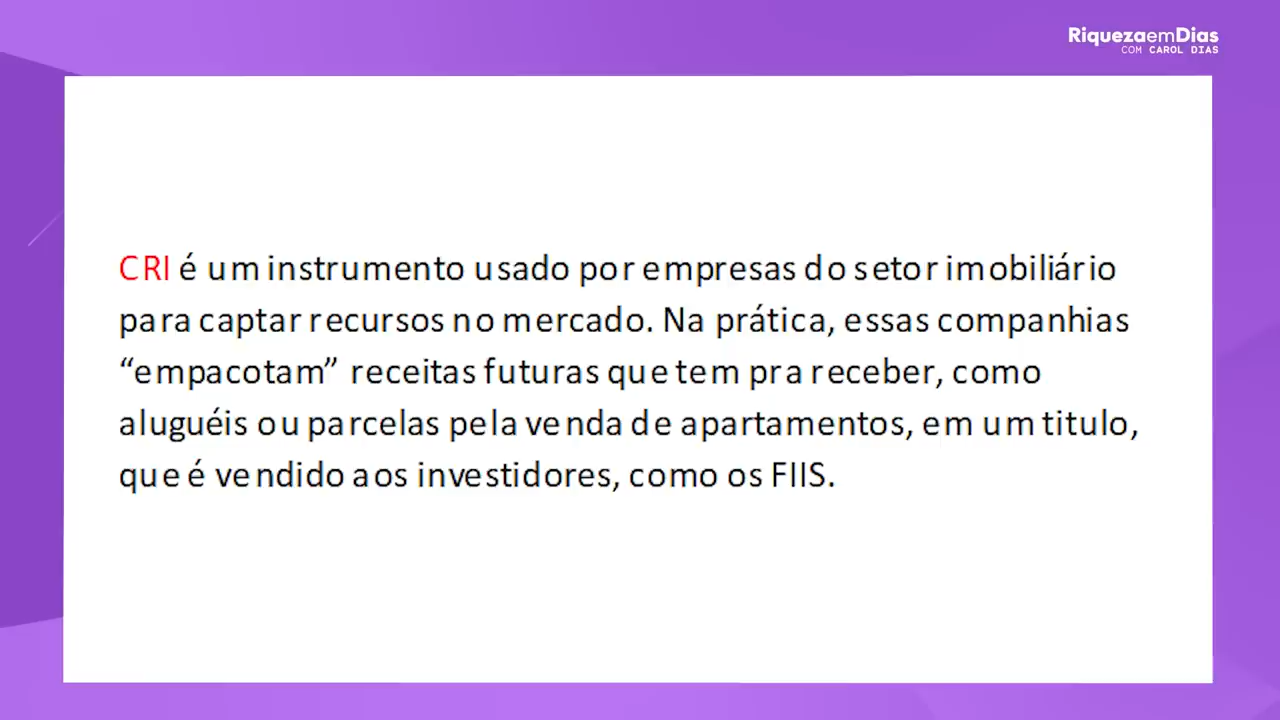 RiquezaemDias
COM CAROL DIAS
CRI é um instrumento usado por empresas do setor imobiliário
para captar recursos no mercado. Na prática, essas companhias
“empacotam” receitas futuras que tem pra receber, como
aluguéis ou parcelas pela venda de apartamentos, em um titulo,
que é vendido aos investidores, como os FIIS.